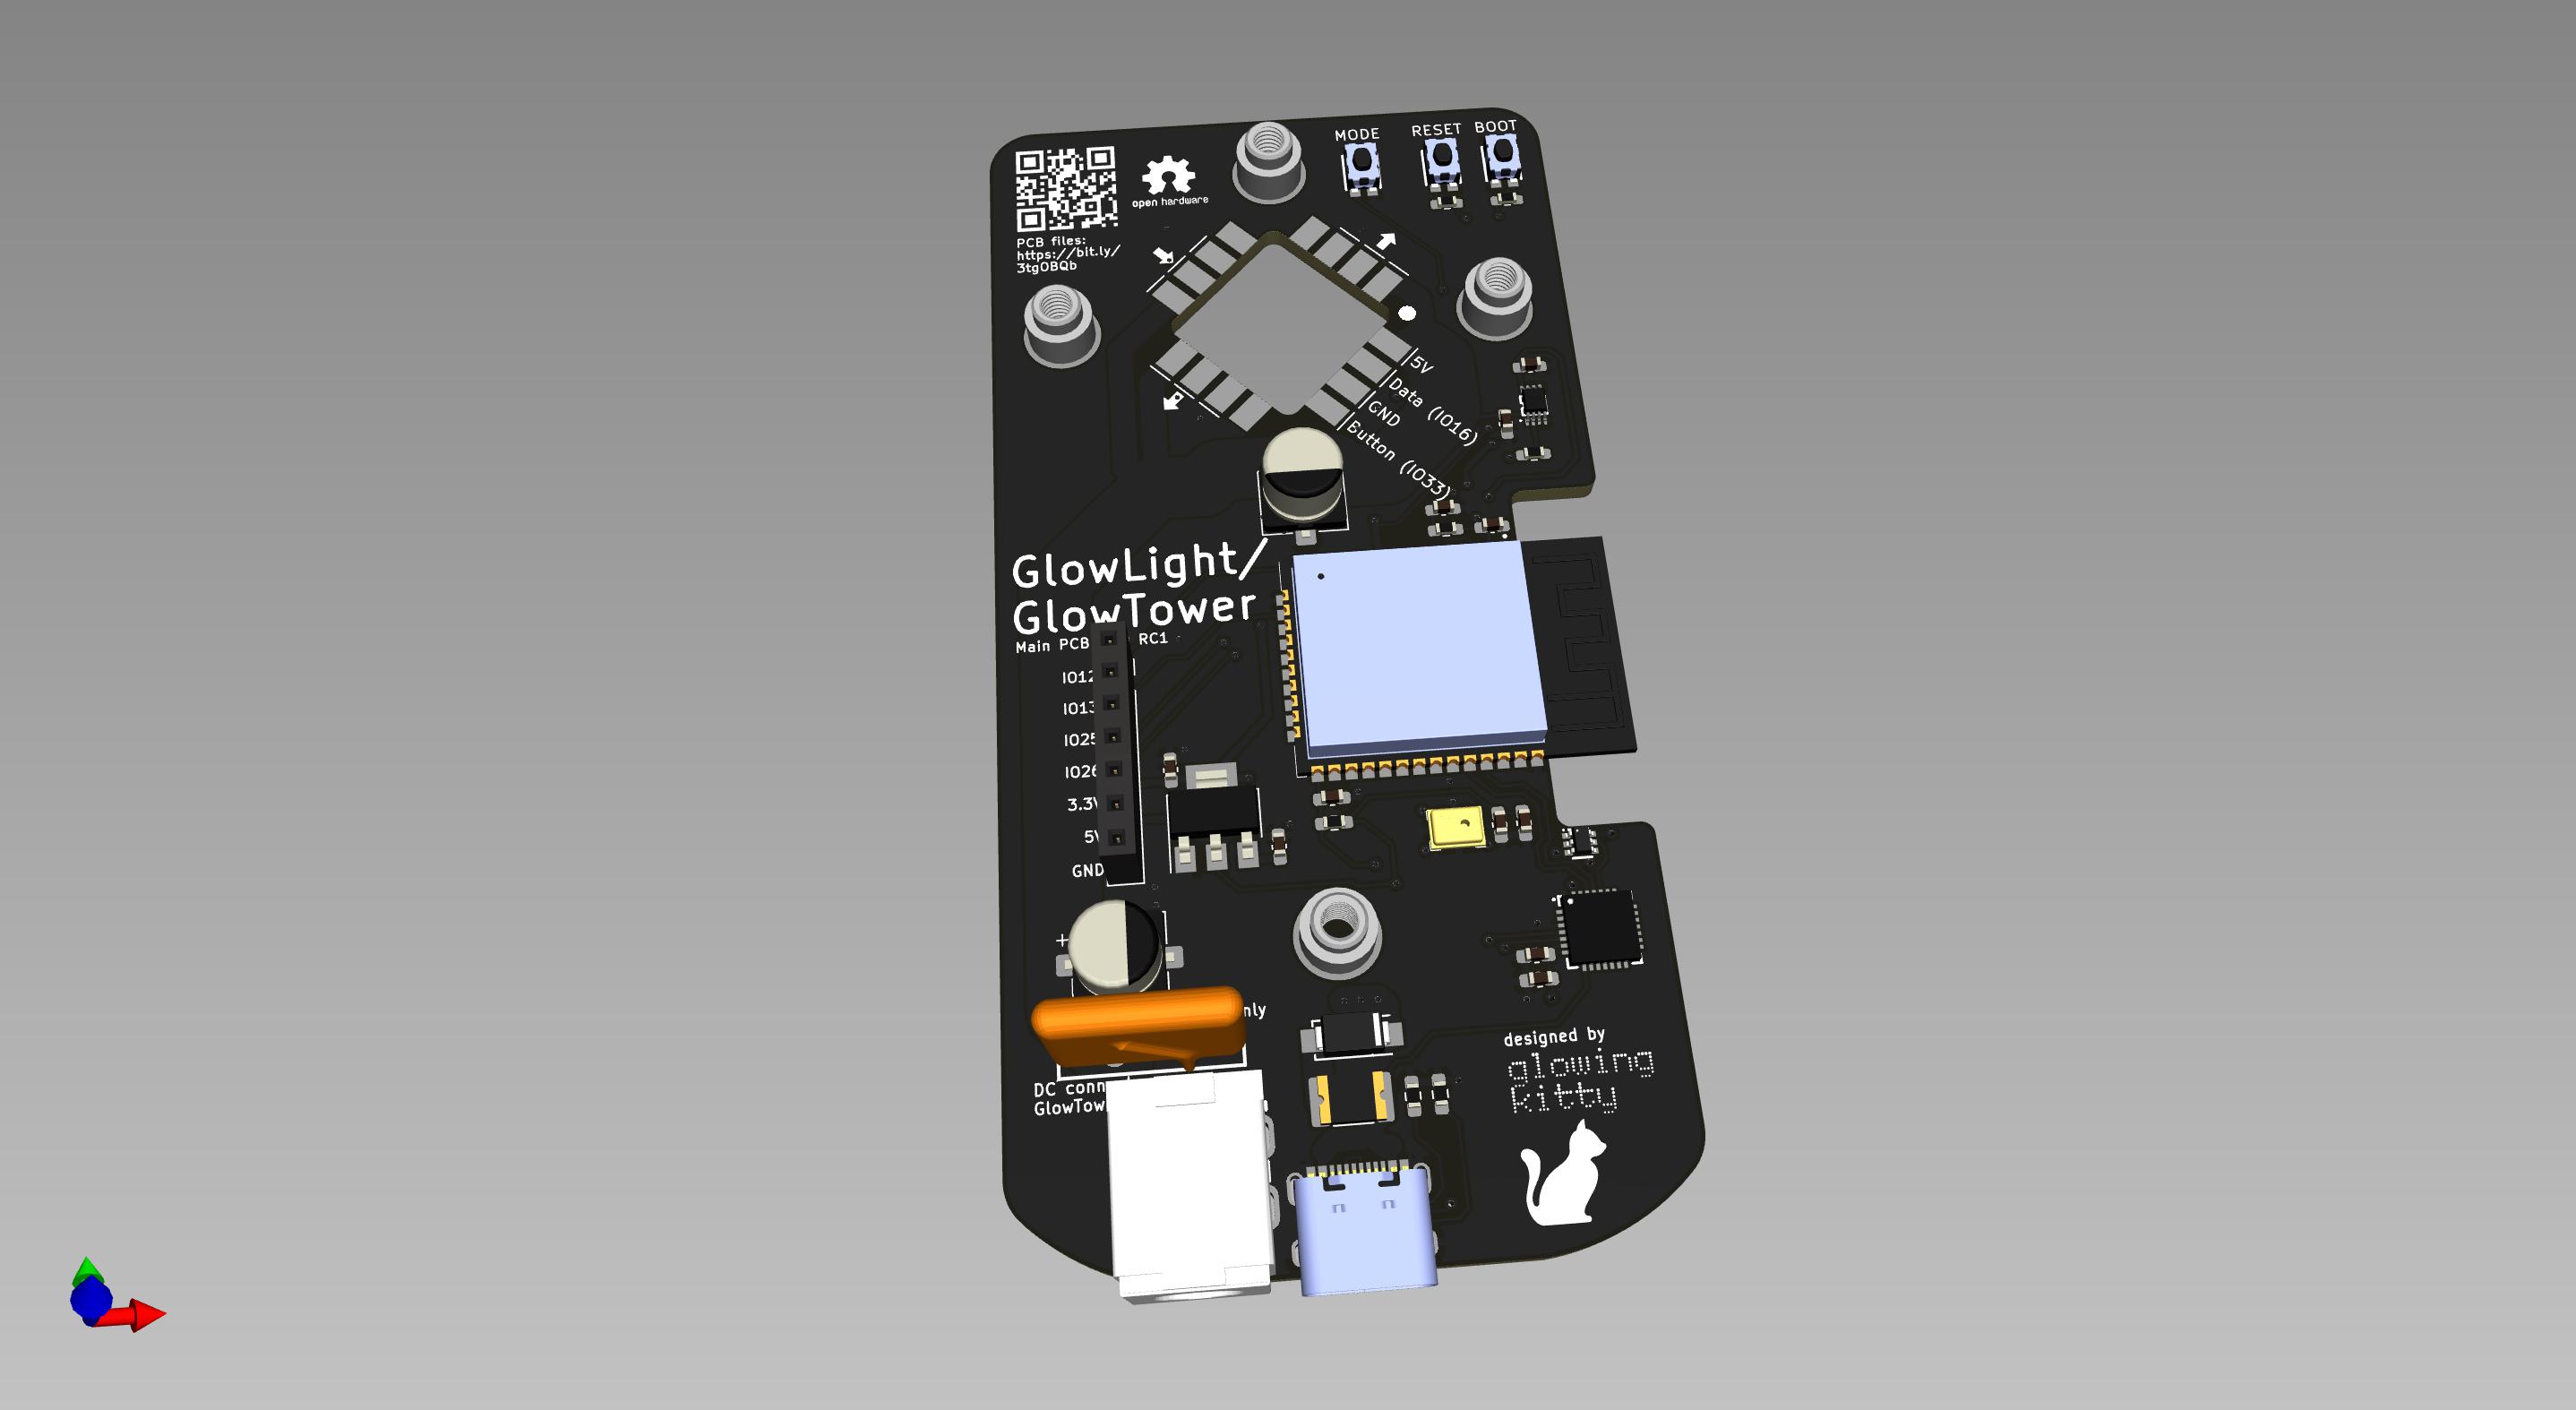 MODE
RESET
BOOT
open hardware
PCB files:
https://bit.ly/
3tgOBQb
5V
Data (IO16)
GND
Button (IO33)
GlowLight/
GlowTower
Main PCB
RC1
IO12
IO13
IO25
IO26
3.3V
5V
GND
+
designed by
glowing
kitty
DC conn
GlowTow